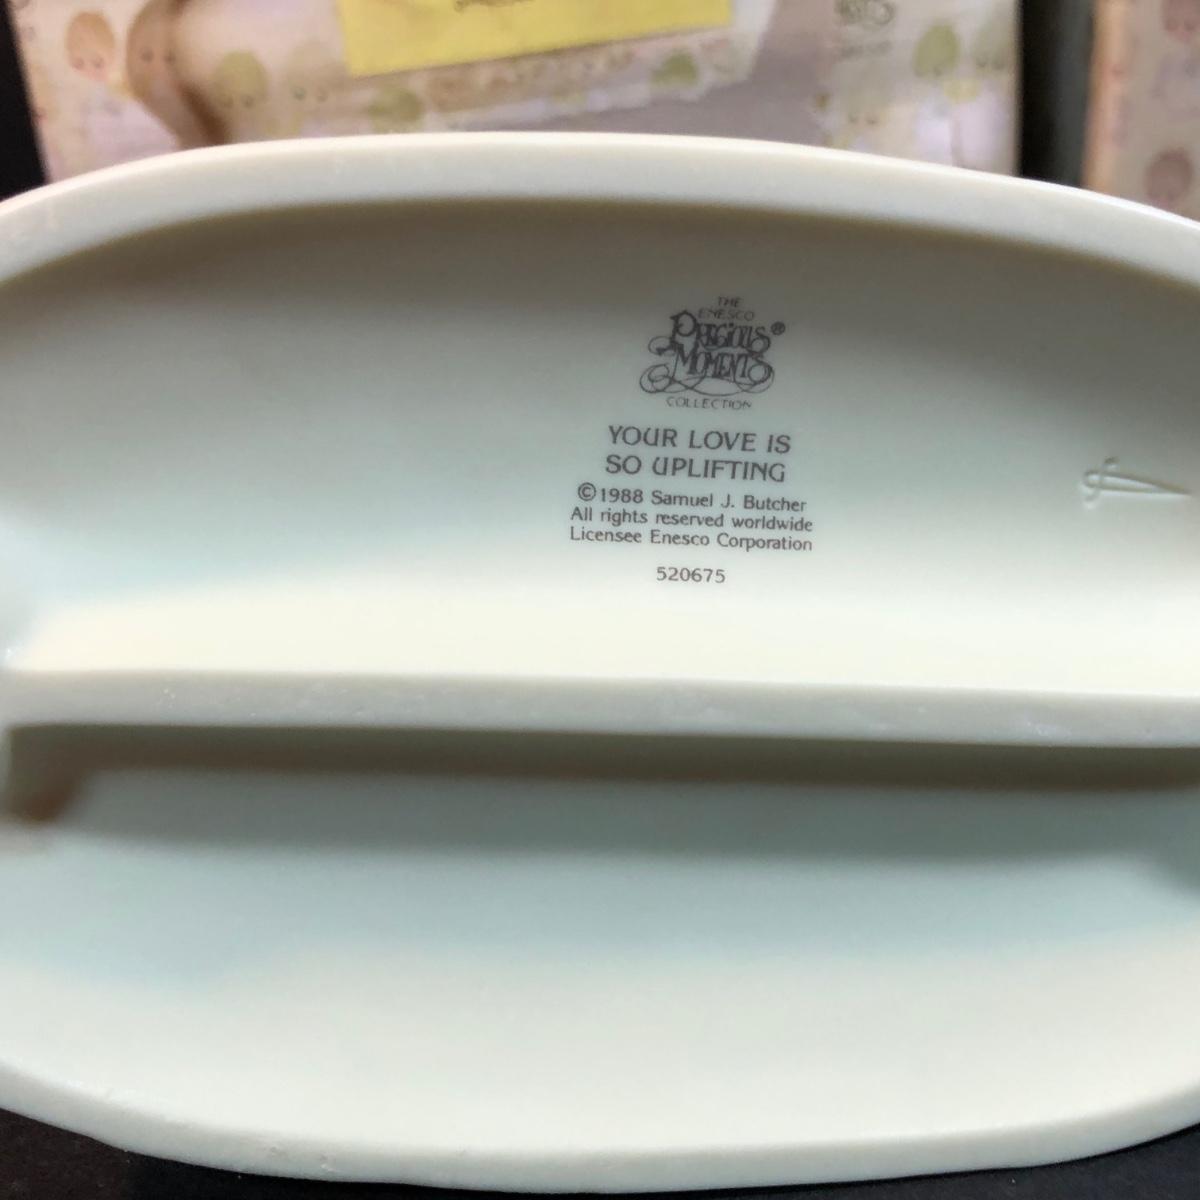 THE
ENESCO
PRECIOUS
MOMENTS®
COLLECTION
YOUR LOVE IS
SO UPLIFTING
©1988 Samuel J. Butcher
All rights reserved worldwide
Licensee Enesco Corporation
520675